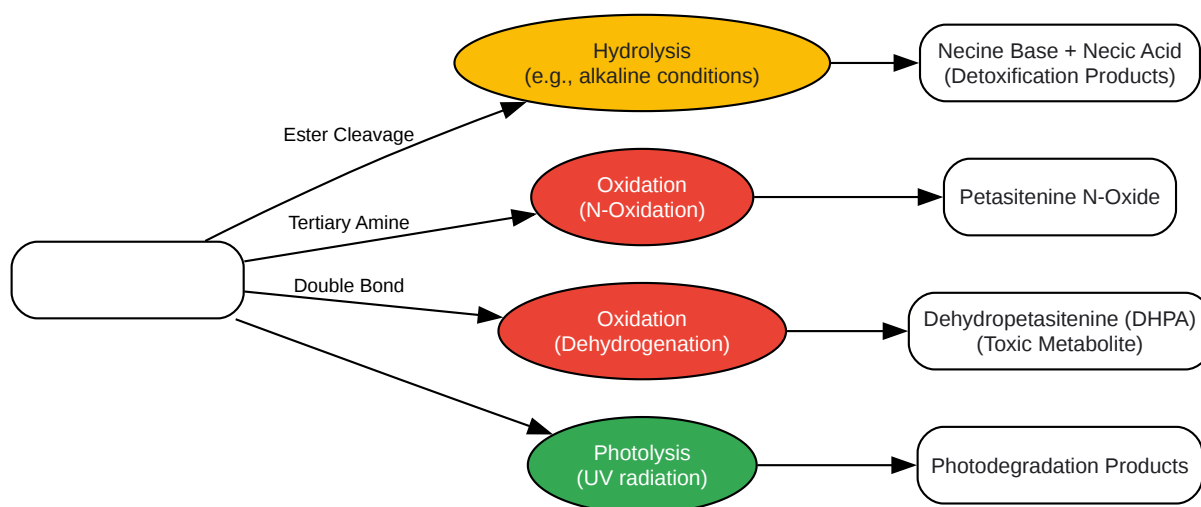 Hydrolysis
(e.g., alkaline conditions)
Necine Base + Necic Acid
(Detoxification Products)
Ester Cleavage
Oxidation
(N-Oxidation)
Petasitenine N-Oxide
Tertiary Amine
Double Bond
Oxidation
(Dehydrogenation)
Dehydropetasitenine (DHPA)
(Toxic Metabolite)
Photolysis
(UV radiation)
Photodegradation Products